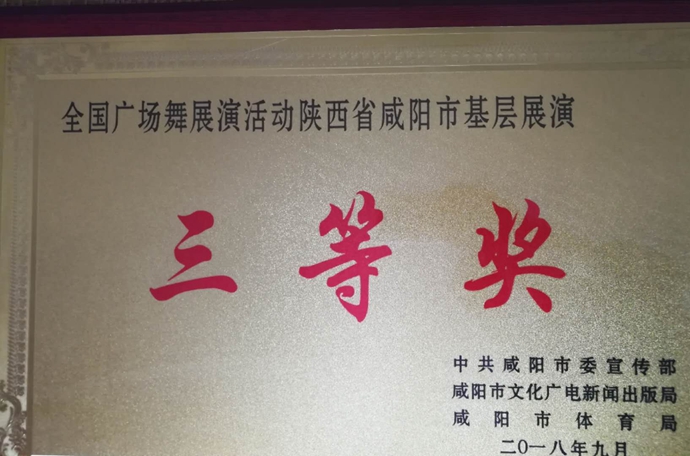 全国广场舞展演活动陕西省咸阳市基层展演
三等奖
中共咸阳市委宣传部
咸阳市文化广电新闻出版局
咸阳市体育局
二〇一八年九月